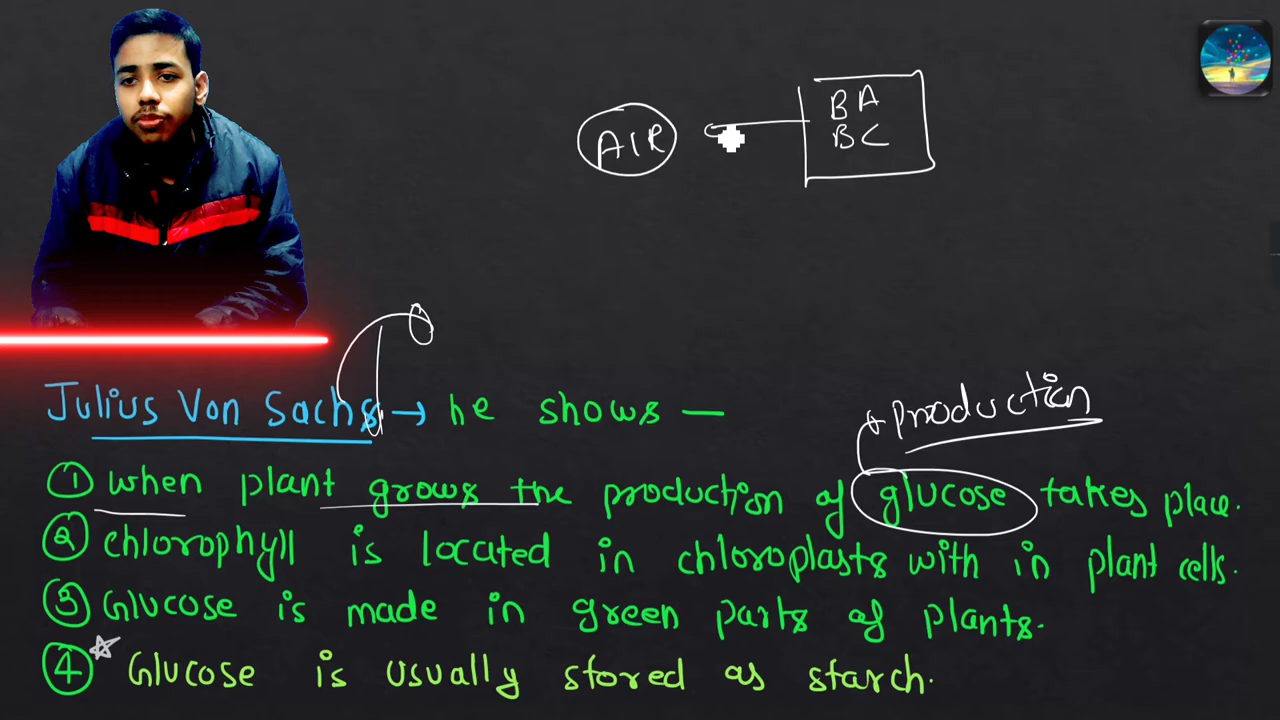 AIR
BA
BC
Julius Von Sachs → he shows —
production
① when plant grows the production of glucose takes place.
② chlorophyll is located in chloroplasts with in plant cells.
③ Glucose is made in green parts of plants.
④ Glucose is usually stored as starch.